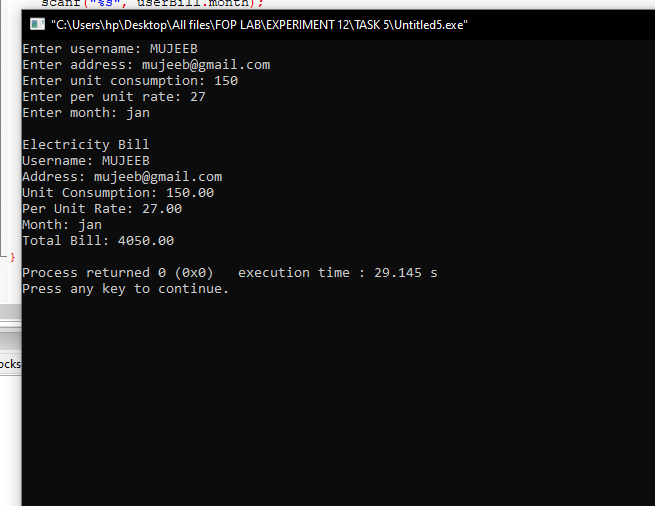 scanf("%s", userBill.month);
"C:\Users\hp\Desktop\All files\FOP LAB\EXPERIMENT 12\TASK 5\Untitled5.exe"
Enter username: MUJEEB
Enter address: mujeeb@gmail.com
Enter unit consumption: 150
Enter per unit rate: 27
Enter month: jan
Electricity Bill
Username: MUJEEB
Address: mujeeb@gmail.com
Unit Consumption: 150.00
Per Unit Rate: 27.00
Month: jan
Total Bill: 4050.00
}
Process returned 0 (0x0)   execution time : 29.145 s
Press any key to continue.
ocks